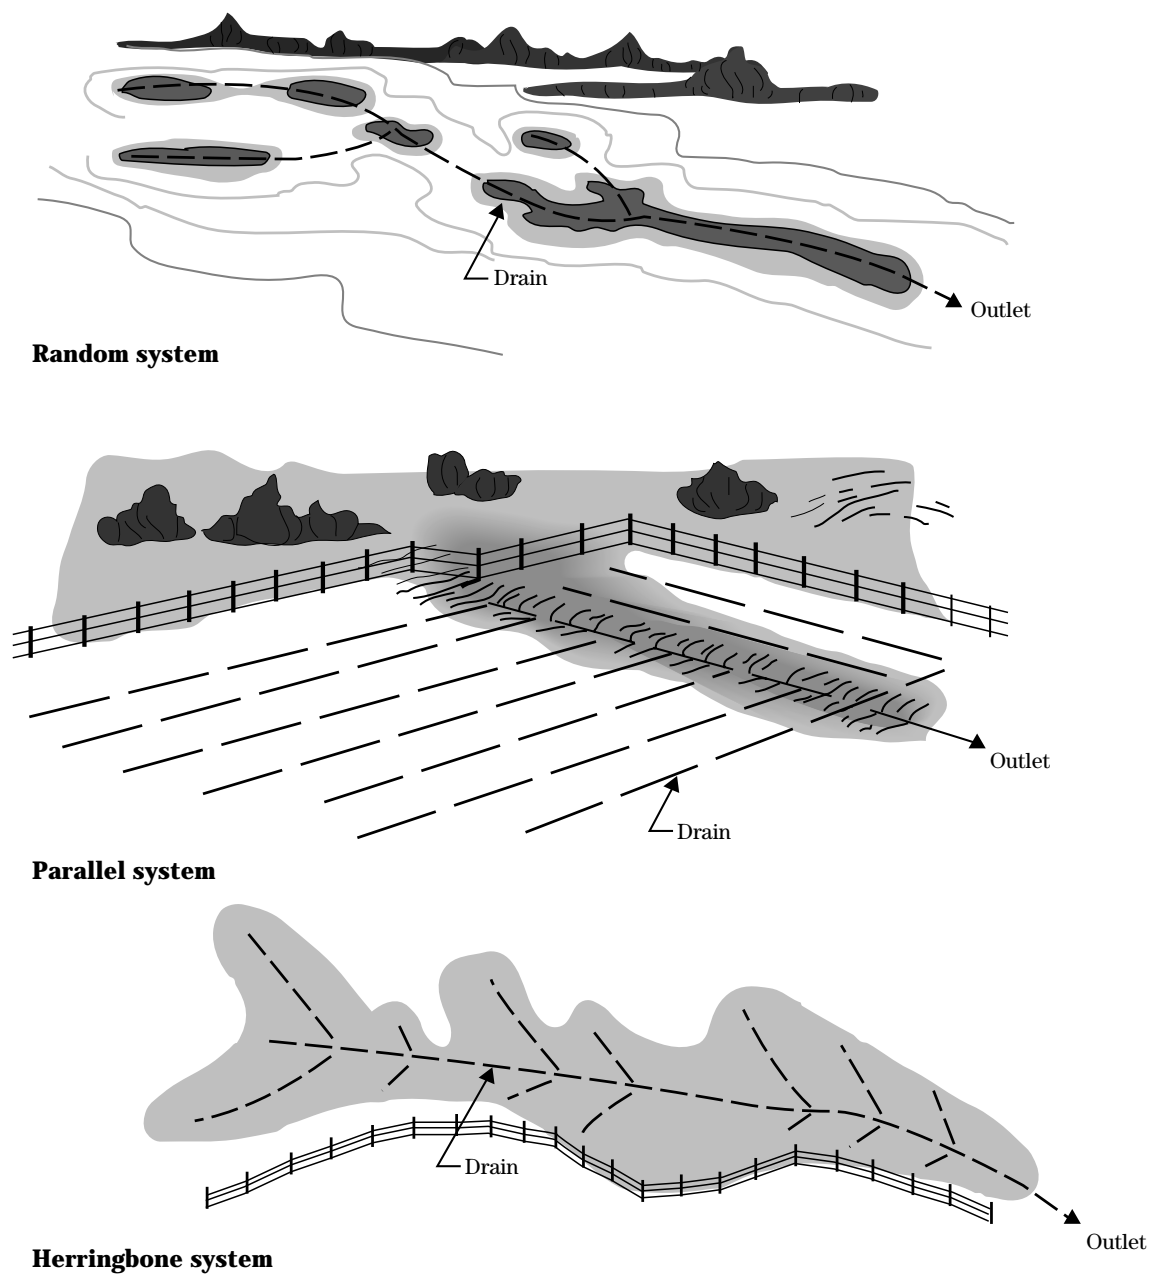 Drain
Outlet
Random system
Outlet
Drain
Parallel system
Drain
Outlet
Herringbone system